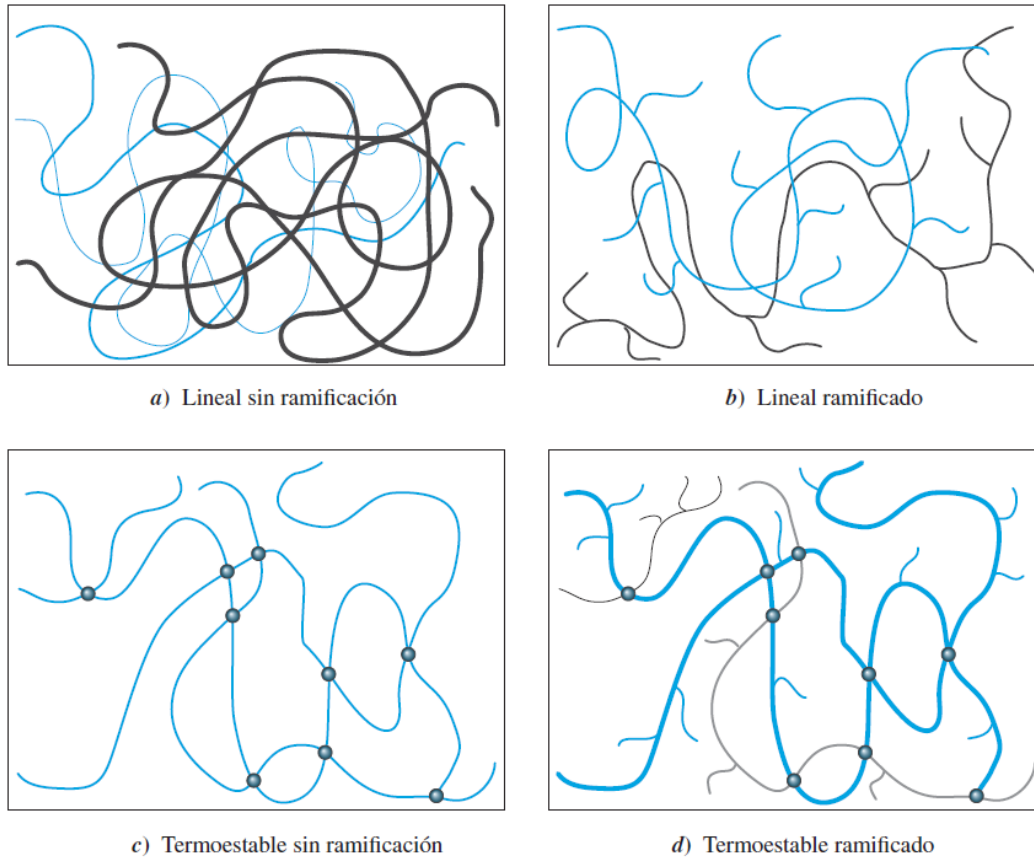 a) Lineal sin ramificación
b) Lineal ramificado
c) Termoestable sin ramificación
d) Termoestable ramificado